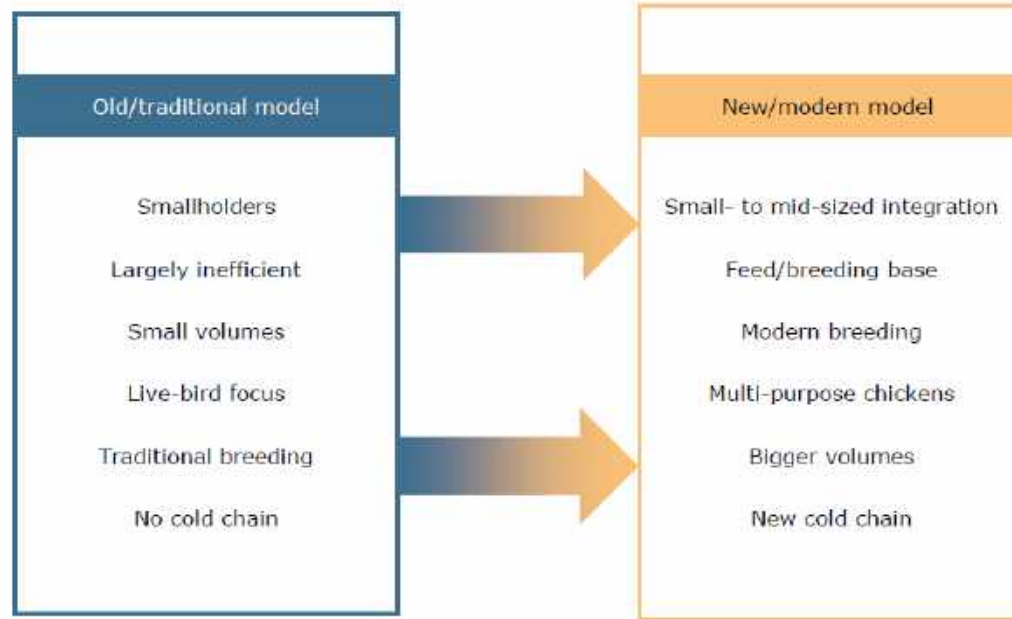 Old/traditional model
Smallholders
Largely inefficient
Small volumes
Live-bird focus
Traditional breeding
No cold chain
New/modern model
Small- to mid-sized integration
Feed/breeding base
Modern breeding
Multi-purpose chickens
Bigger volumes
New cold chain